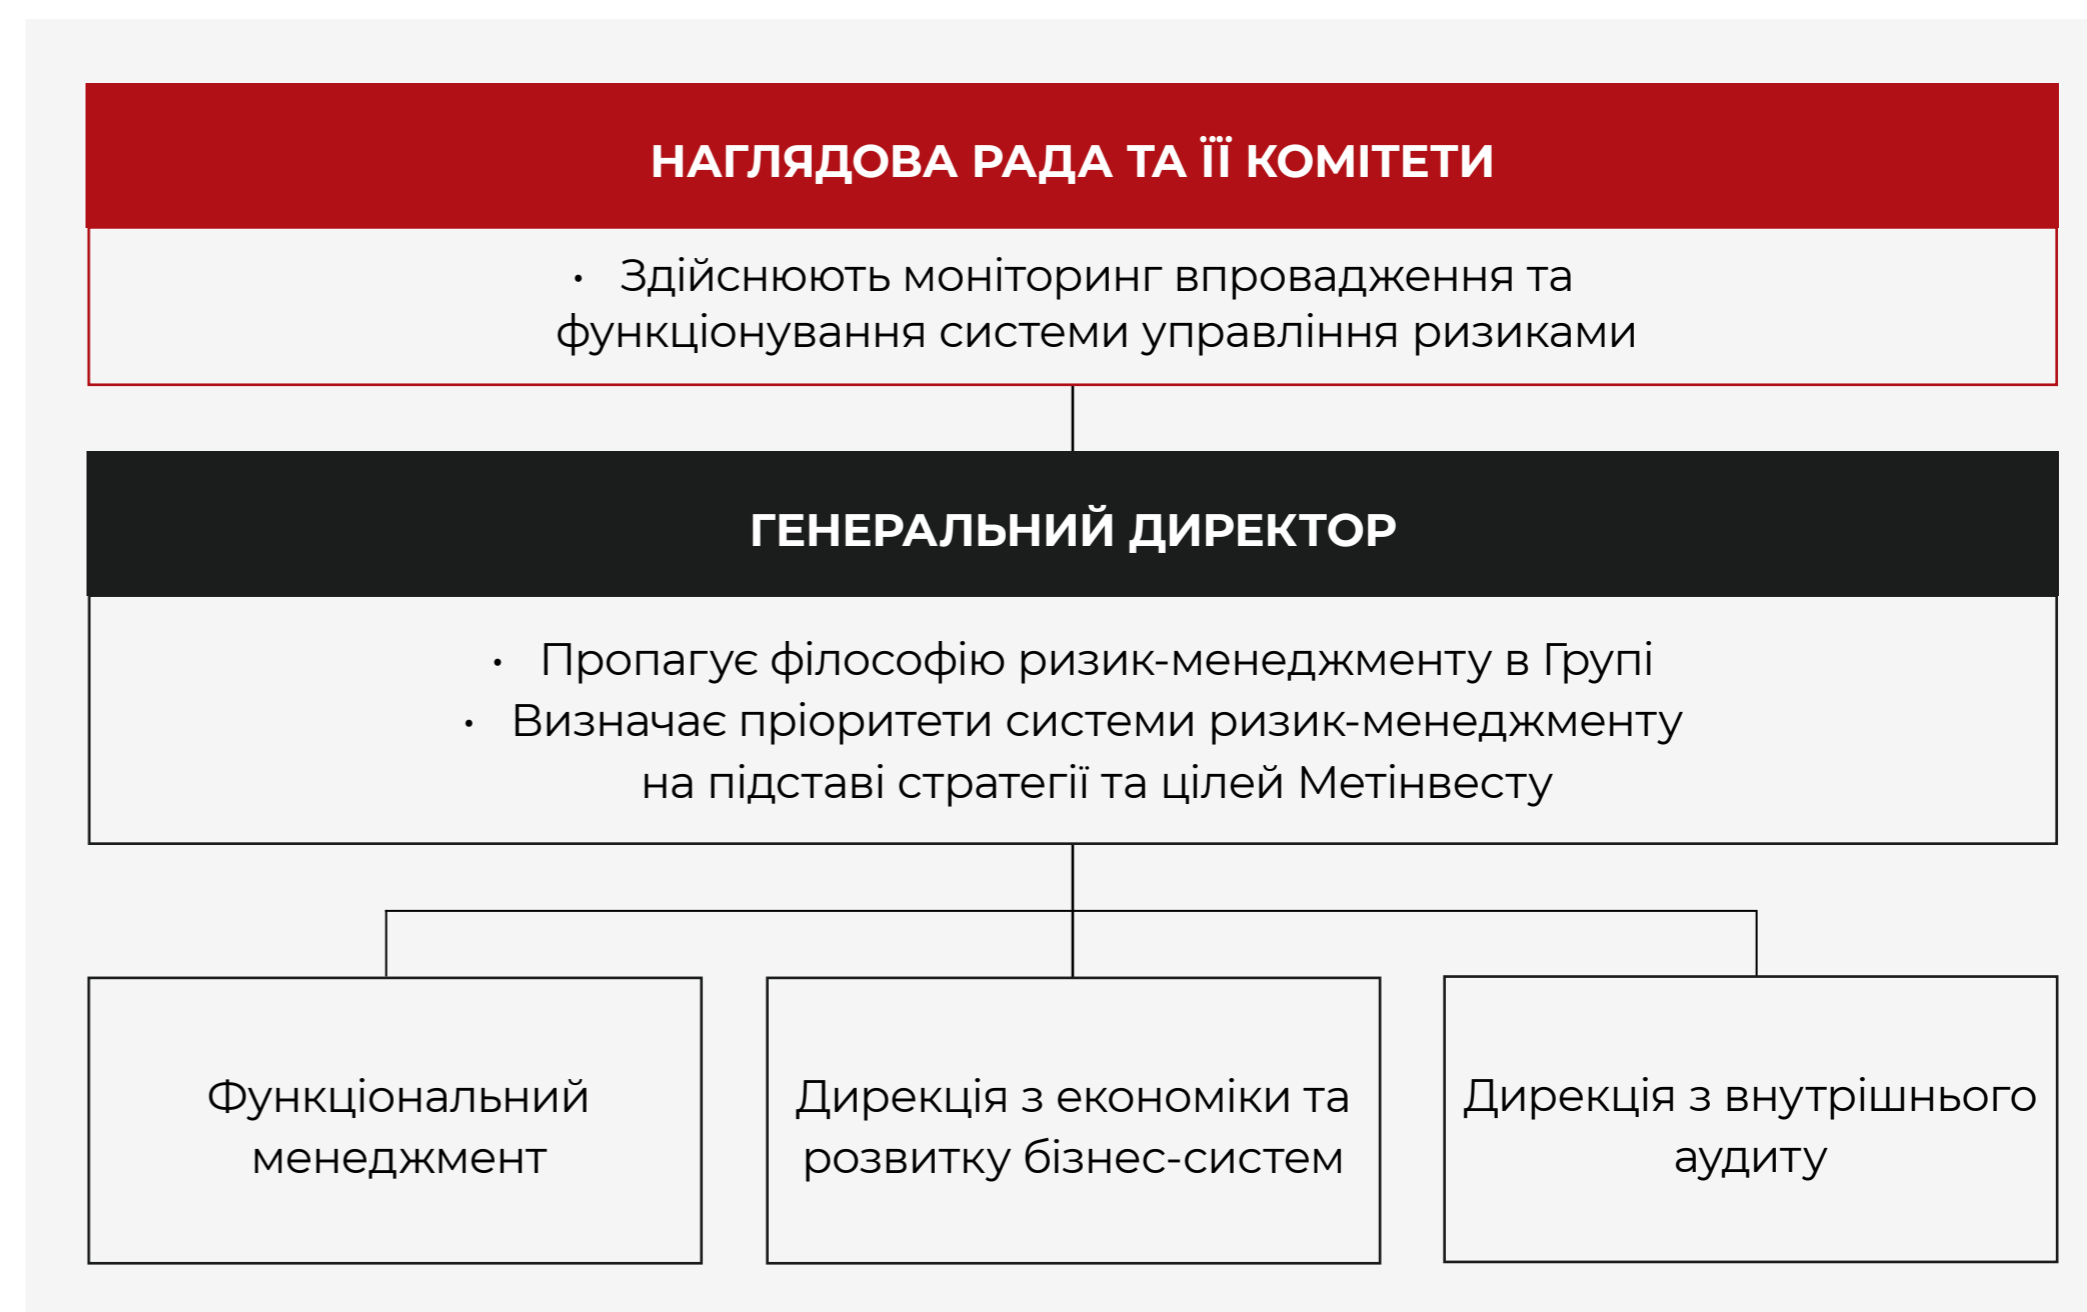 НАГЛЯДОВА РАДА ТА ЇЇ КОМІТЕТИ
• Здійснюють моніторинг впровадження та
функціонування системи управління ризиками
ГЕНЕРАЛЬНИЙ ДИРЕКТОР
• Пропагує філософію ризик-менеджменту в Групі
• Визначає пріоритети системи ризик-менеджменту
на підставі стратегії та цілей Метінвесту
Функціональний
менеджмент
Дирекція з економіки та
розвитку бізнес-систем
Дирекція з внутрішнього
аудиту